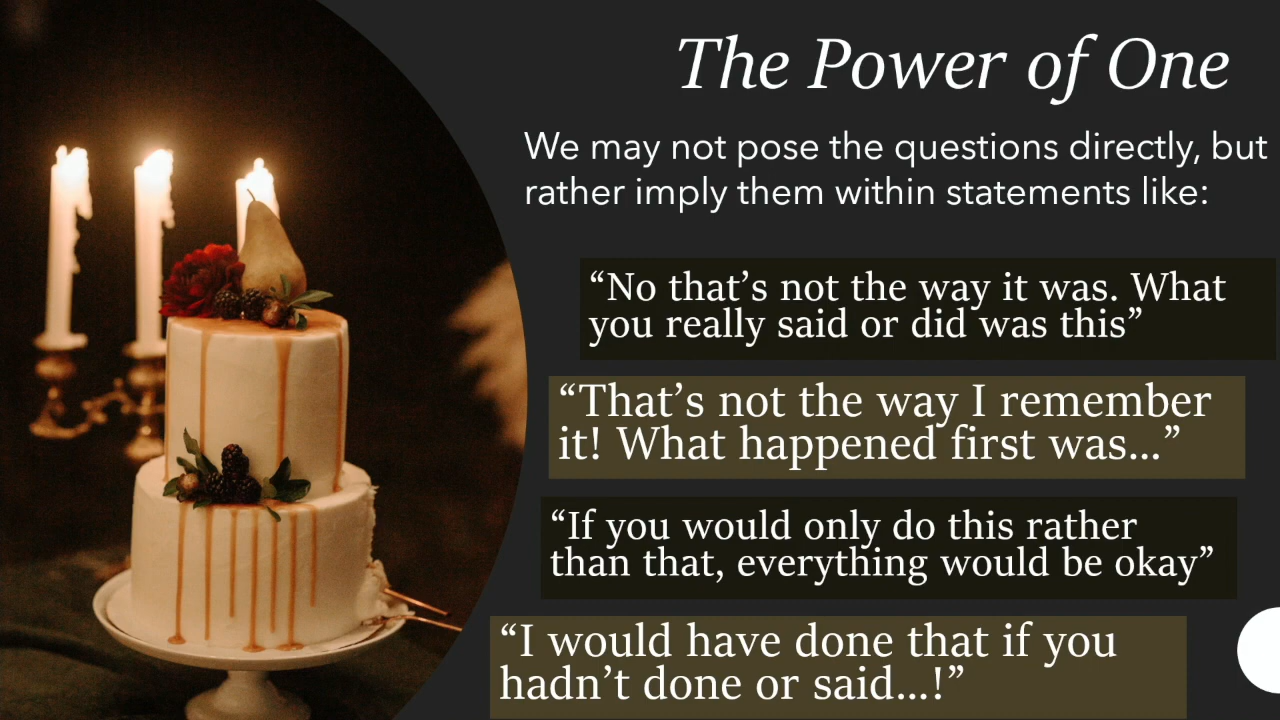 The Power of One
We may not pose the questions directly, but
rather imply them within statements like:
“No that’s not the way it was. What
you really said or did was this”
“That’s not the way I remember
it! What happened first was...”
“If you would only do this rather
than that, everything would be okay”
“I would have done that if you
hadn’t done or said...!”